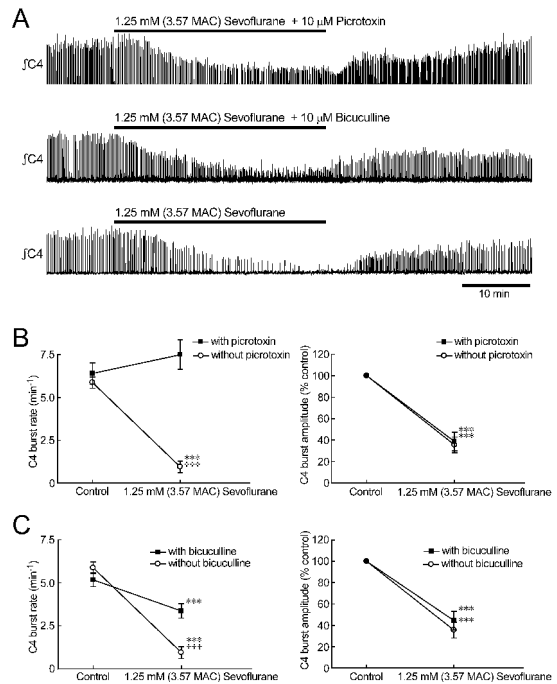 A
1.25 mM (3.57 MAC) Sevoflurane + 10 μM Picrotoxin
∫C4
1.25 mM (3.57 MAC) Sevoflurane + 10 μM Bicuculline
∫C4
1.25 mM (3.57 MAC) Sevoflurane
∫C4
10 min
B
with picrotoxin
without picrotoxin
C4 burst rate (min⁻¹)
7.5
5.0
2.5
0
***
+++
Control
1.25 mM (3.57 MAC) Sevoflurane
with picrotoxin
without picrotoxin
C4 burst amplitude (% control)
120
100
80
60
40
20
0
***
***
Control
1.25 mM (3.57 MAC) Sevoflurane
C
with bicuculline
without bicuculline
C4 burst rate (min⁻¹)
7.5
5.0
2.5
0
***
***
+++
Control
1.25 mM (3.57 MAC) Sevoflurane
with bicuculline
without bicuculline
C4 burst amplitude (% control)
120
100
80
60
40
20
0
***
***
Control
1.25 mM (3.57 MAC) Sevoflurane